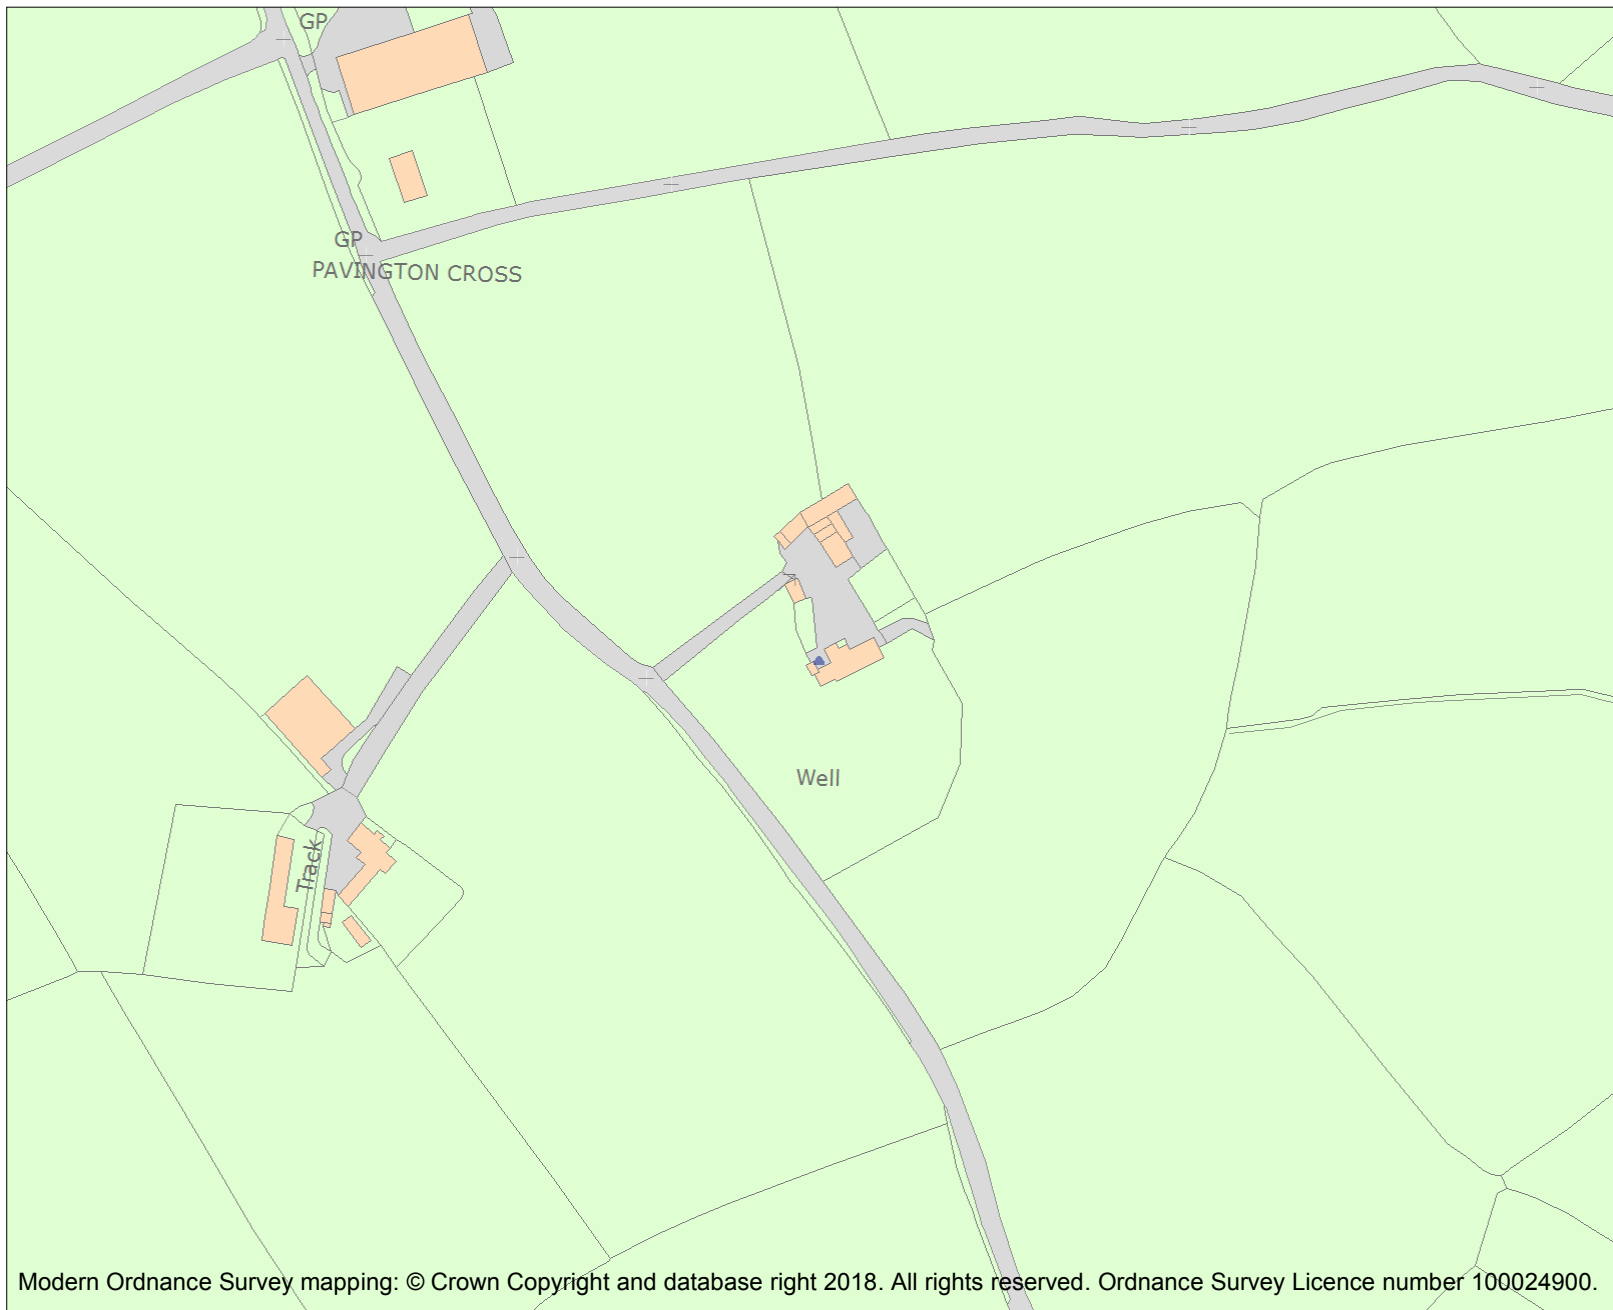 GP
GP
PAVINGTON CROSS
Well
Track
Modern Ordnance Survey mapping: © Crown Copyright and database right 2018. All rights reserved. Ordnance Survey Licence number 100024900.